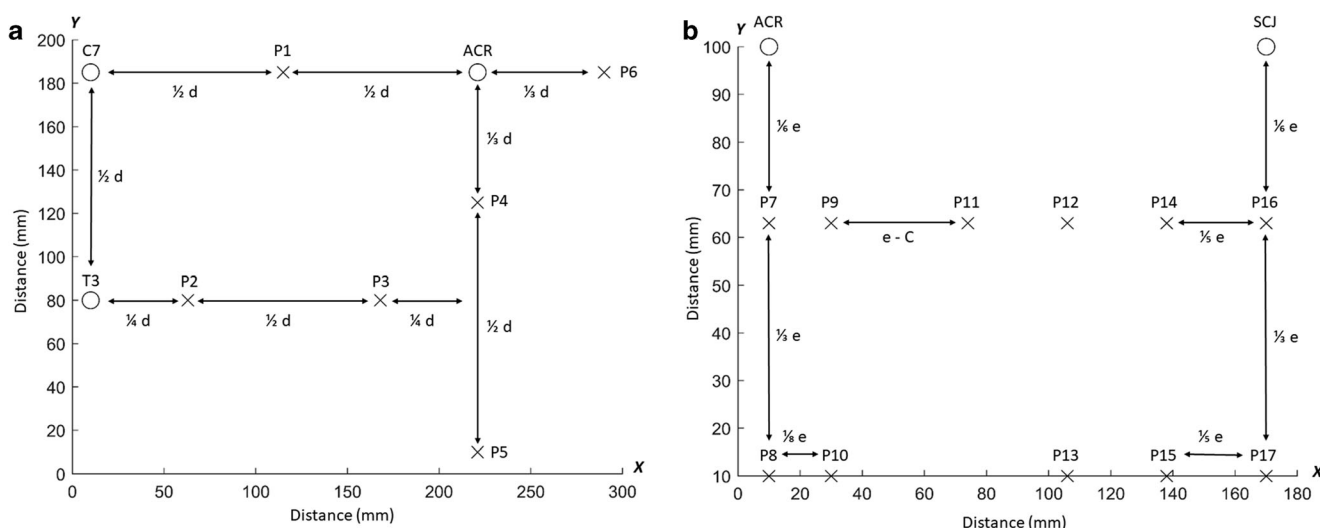 a
Y
200
180
160
140
120
100
80
60
40
20
0
C7
P1
ACR
P6
½ d
½ d
⅓ d
⅓ d
½ d
P4
T3
P2
P3
¼ d
½ d
¼ d
½ d
P5
X
0 50 100 150 200 250 300
Distance (mm)
Distance (mm)
b
Y
ACR
SCJ
100
90
80
70
60
50
40
30
20
10
⅙ e
⅙ e
P7 P9 P11 P12 P14 P16
e - C
⅕ e
⅓ e
⅓ e
⅛ e
⅕ e
P8 P10 P13 P15 P17
X
0 20 40 60 80 100 120 140 160 180
Distance (mm)
Distance (mm)